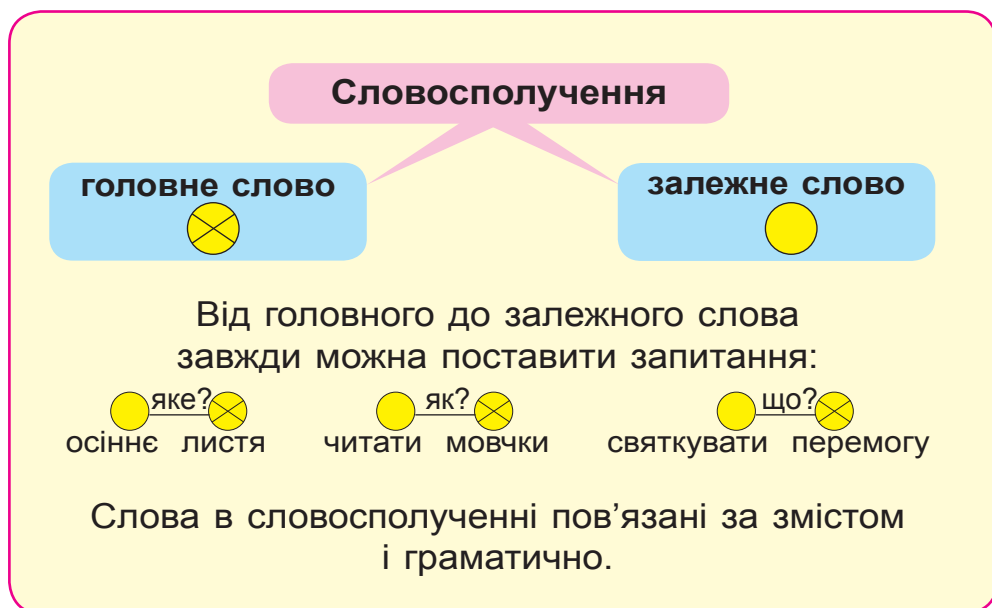 Словосполучення
головне слово
залежне слово
Від головного до залежного слова
завжди можна поставити запитання:
яке? як? що?
осіннє листя читати мовчки святкувати перемогу
Слова в словосполученні пов’язані за змістом
і граматично.